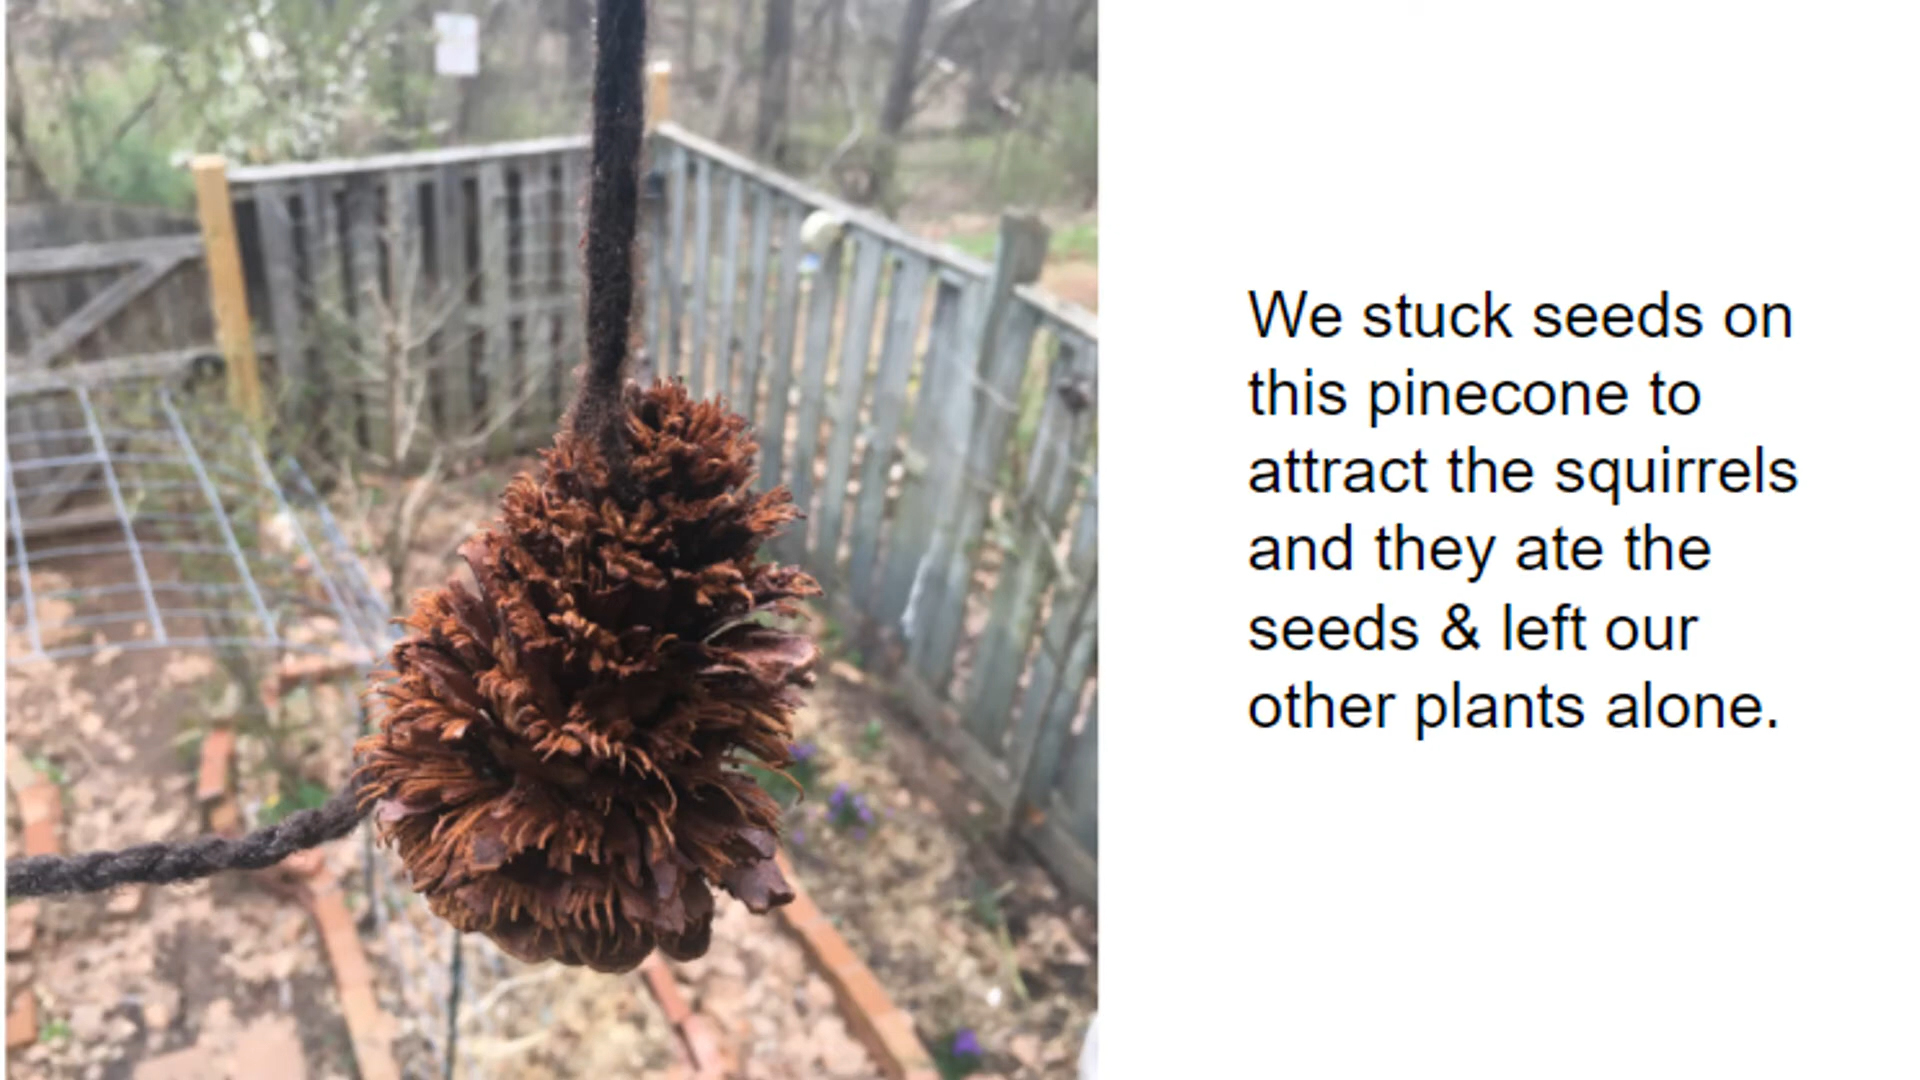 We stuck seeds on
this pinecone to
attract the squirrels
and they ate the
seeds & left our
other plants alone.